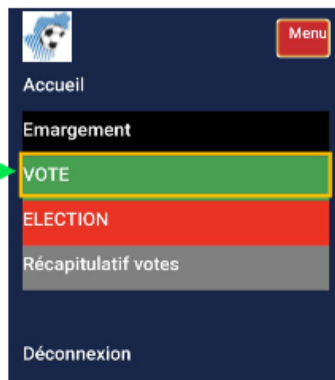 Menu
Accueil
Emargement
VOTE
ELECTION
Récapitulatif votes
Déconnexion